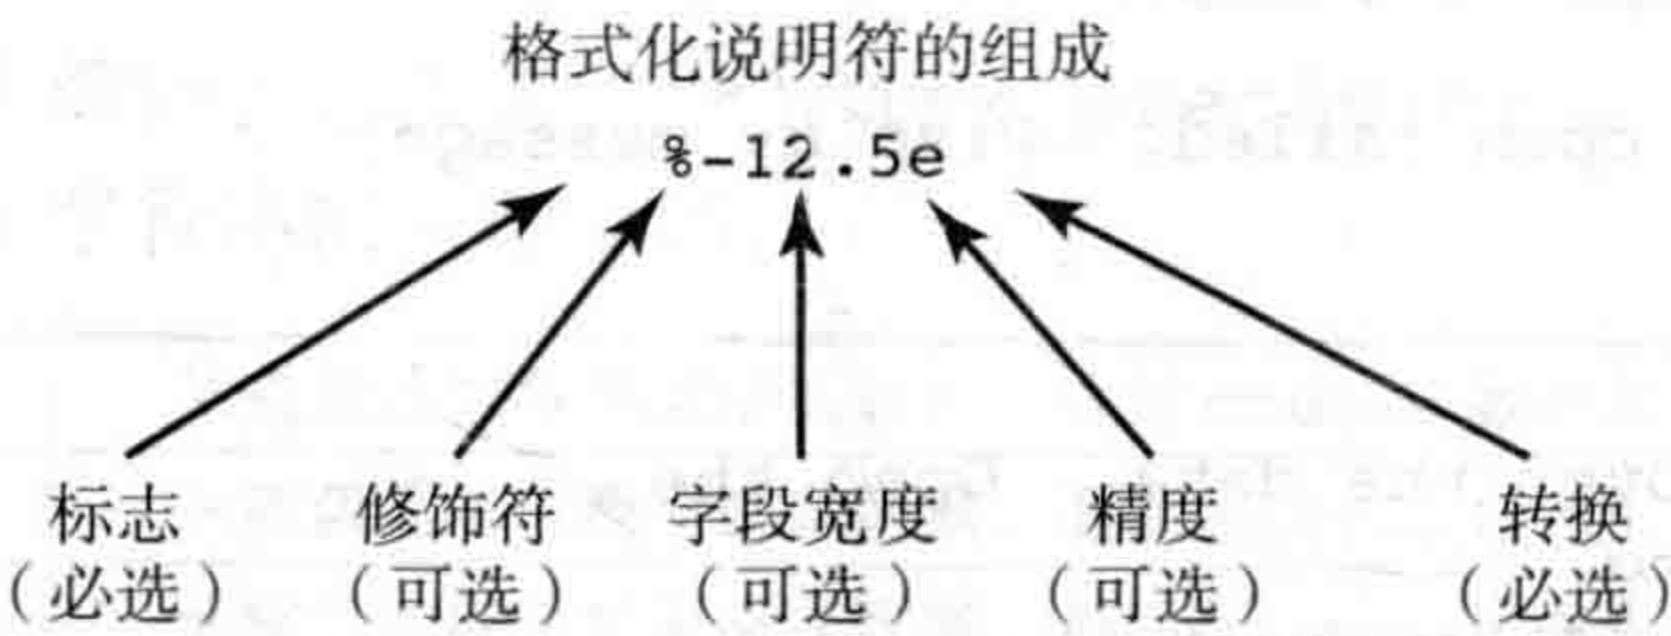 格式化说明符的组成
%-12.5e
标志 修饰符 字段宽度 精度 转换
（必选） （可选） （可选） （可选） （必选）